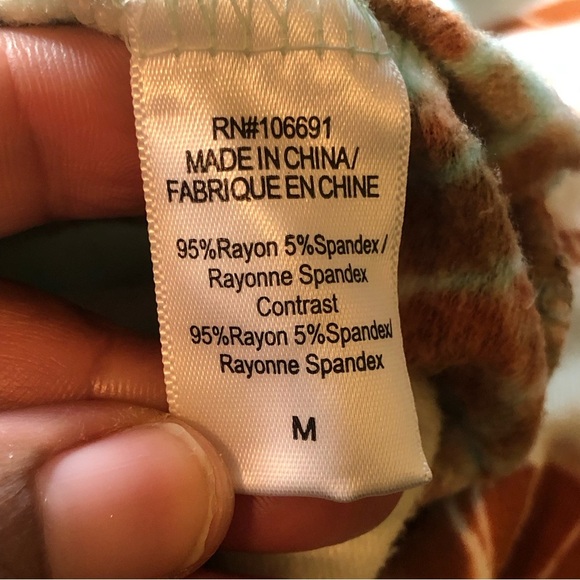 RN#106691
MADE IN CHINA/
FABRIQUE EN CHINE
95%Rayon 5%Spandex/
Rayonne Spandex
Contrast
95%Rayon 5%Spandex/
Rayonne Spandex
M